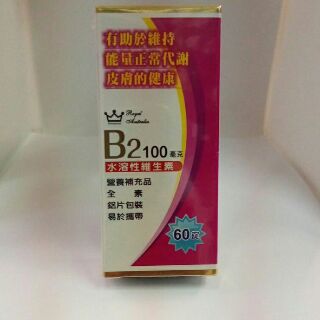 有助於維持
能量正常代謝
皮膚的健康
Royal
Australia
B2 100毫克
水溶性維生素
營養補充品
全素
鋁片包裝
易於攜帶
60錠